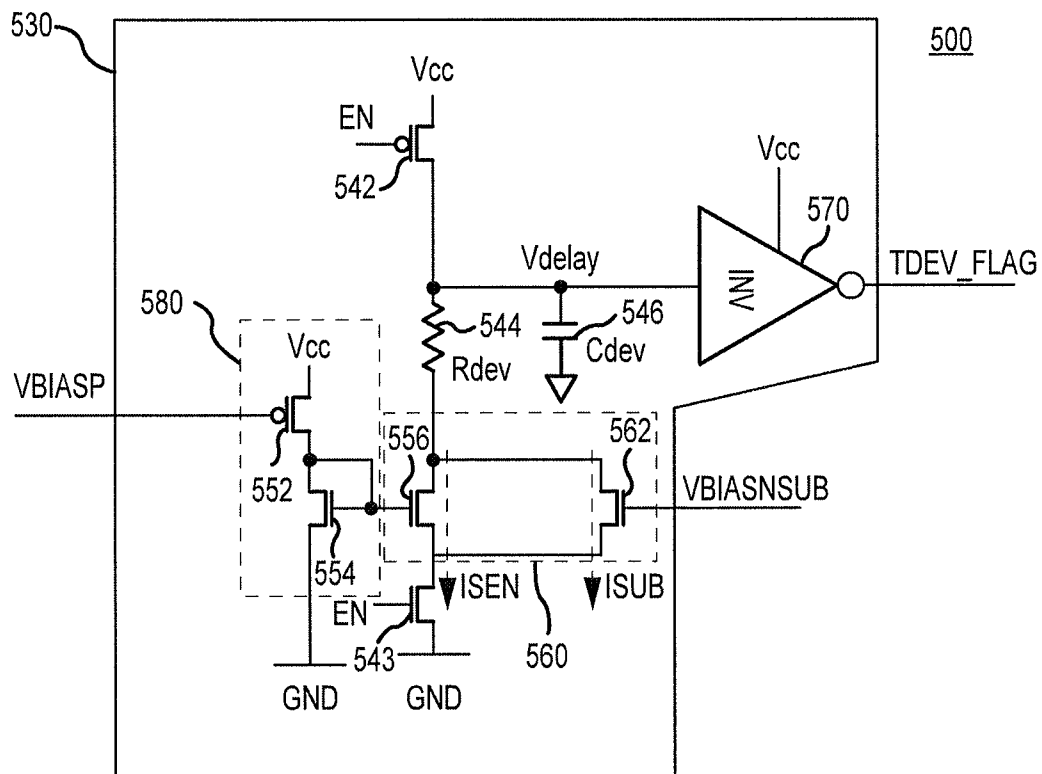 530
500
Vcc
EN
542
Vcc
570
Vdelay
INV
TDEV_FLAG
580
544
Rdev
546
Cdev
Vcc
VBIASP
552
556
562
VBIASNSUB
554
ISEN
ISUB
EN
543
560
GND
GND